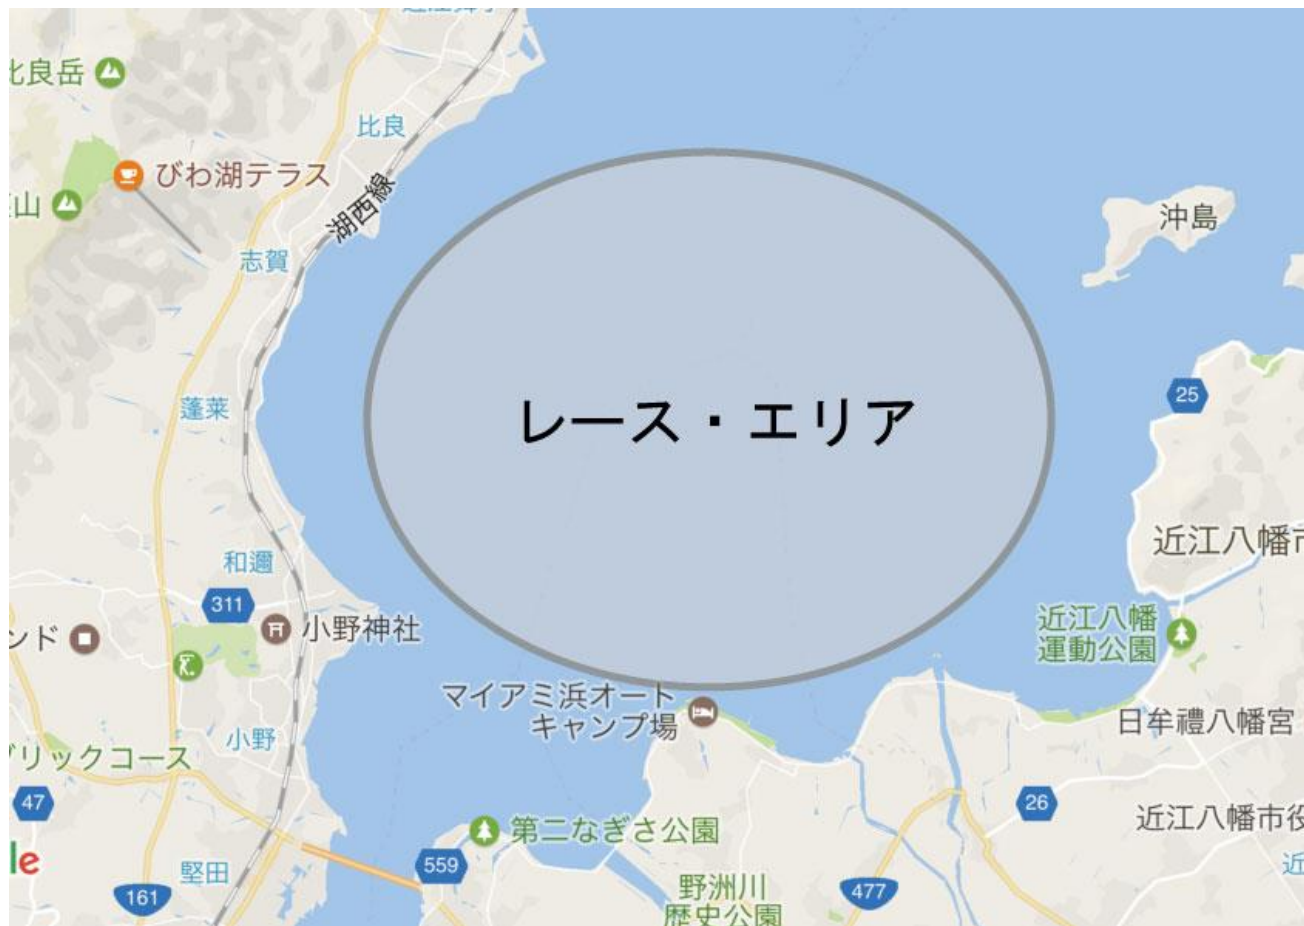 比良岳
比良
びわ湖テラス
湖西線
山
沖島
志賀
25
蓬莱
レース・エリア
近江八幡市
和邇
311
小野神社
近江八幡
運動公園
ンド
マイアミ浜オート
キャンプ場
日牟禮八幡宮
小野
ブリックコース
47
26
近江八幡市役
第二なぎさ公園
le
559
近
堅田
161
野洲川
歴史公園
477